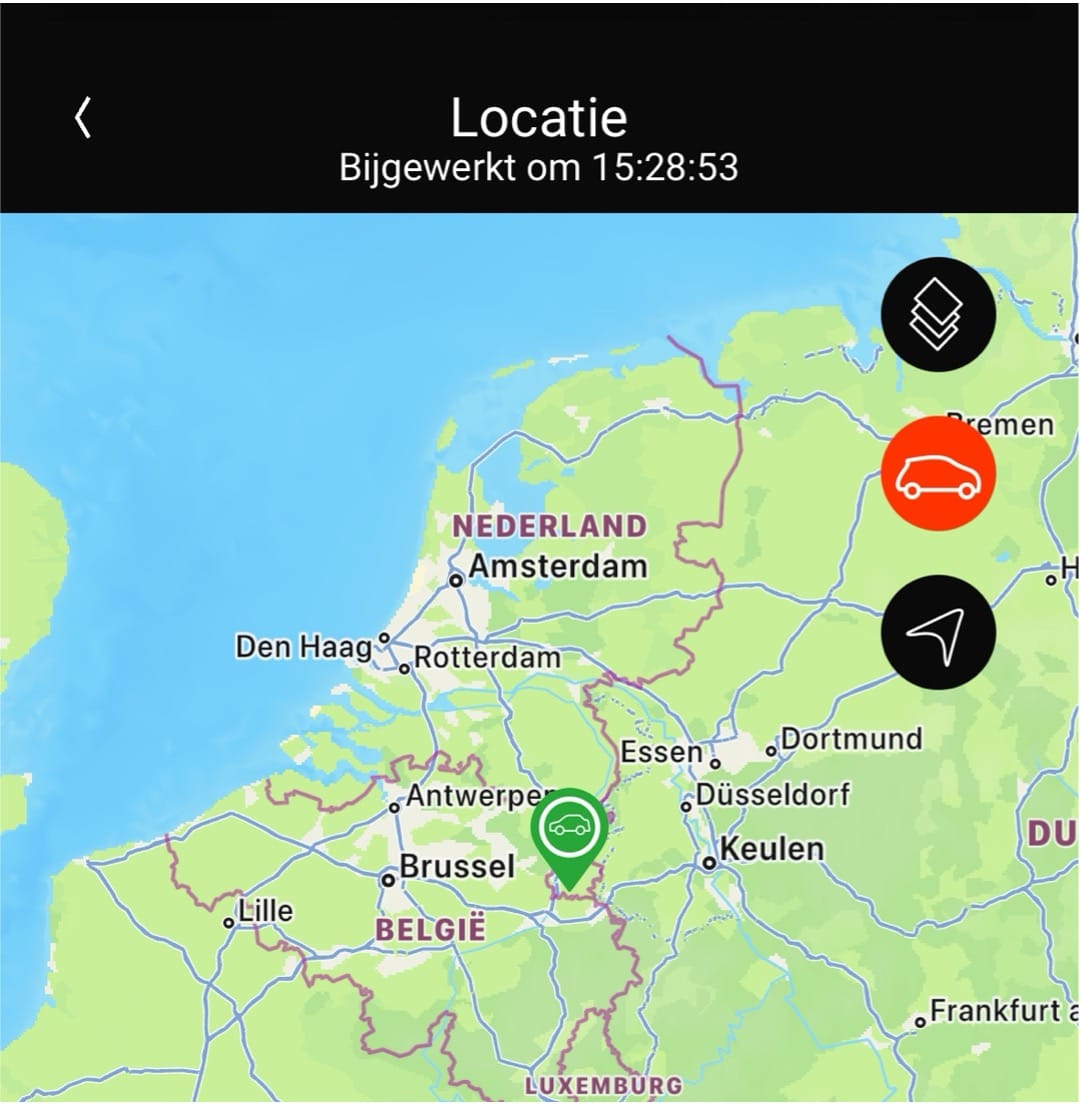 Locatie
Bijgewerkt om 15:28:53
Bremen
NEDERLAND
Amsterdam
H
Den Haag
Rotterdam
Essen
Dortmund
Düsseldorf
Antwerpen
DU
Keulen
Brussel
Lille
BELGIË
Frankfurt a
LUXEMBURG